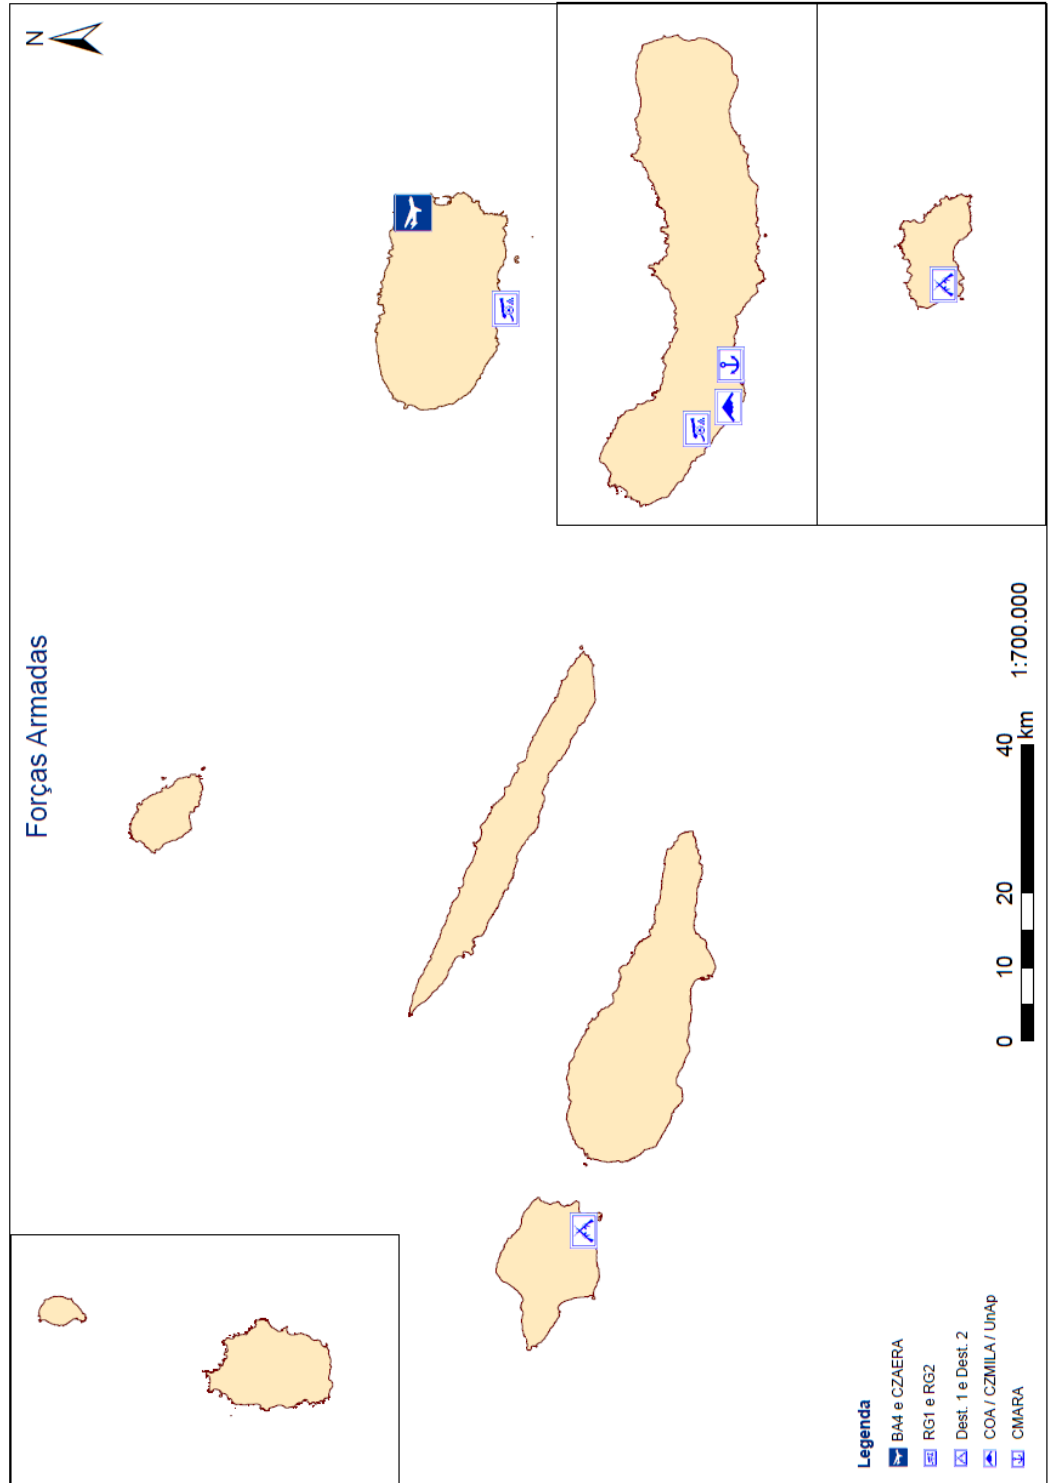 Forças Armadas
N
Legenda
BA4 e CZAERA
RG1 e RG2
Dest. 1 e Dest. 2
COA / CZMILA / UnAp
CMARA
0 10 20 40
km
1:700.000